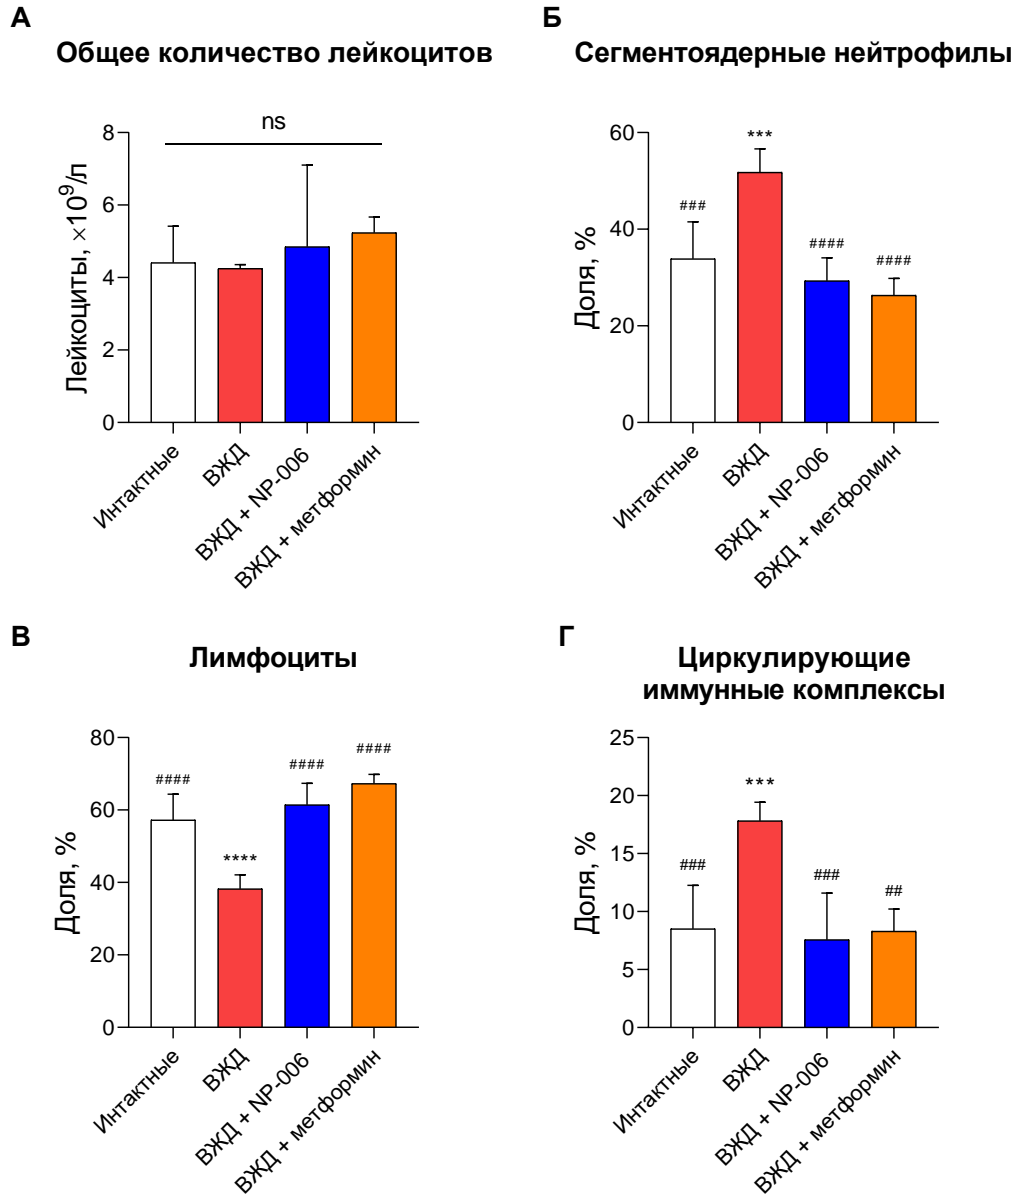 А
Общее количество лейкоцитов
Лейкоциты, ×10⁹/л
8
6
4
2
0
ns
Интактные
ВЖД
ВЖД + NP-006
ВЖД + метформин
Б
Сегментоядерные нейтрофилы
Доля, %
60
40
20
0
###
***
####
####
Интактные
ВЖД
ВЖД + NP-006
ВЖД + метформин
В
Лимфоциты
Доля, %
80
60
40
20
0
####
****
####
####
Интактные
ВЖД
ВЖД + NP-006
ВЖД + метформин
Г
Циркулирующие
иммунные комплексы
Доля, %
25
20
15
10
5
0
###
***
###
##
Интактные
ВЖД
ВЖД + NP-006
ВЖД + метформин